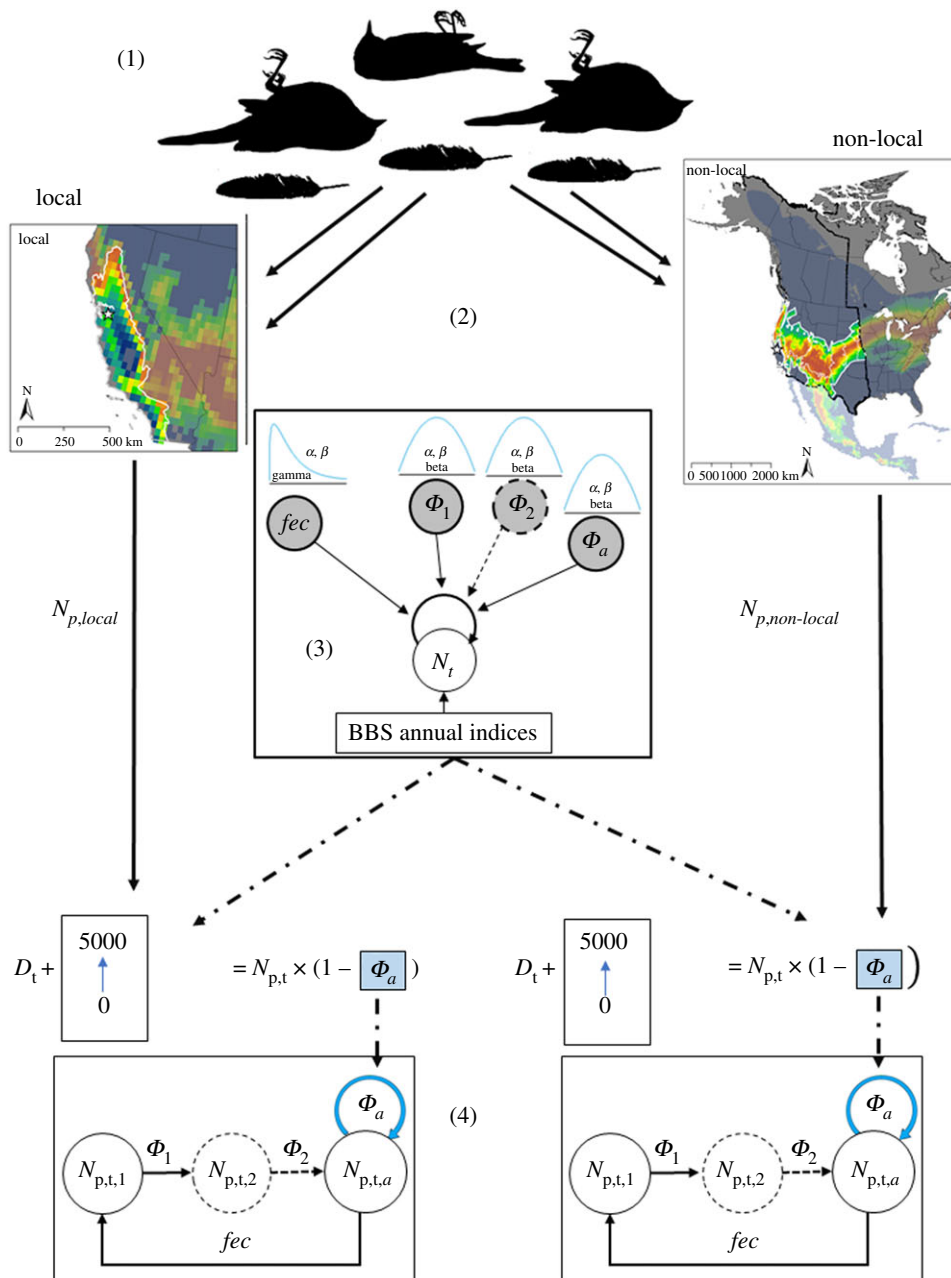 (1)
non-local
local
local
N
0 250 500 km
non-local
N
0 500 1000 2000 km
(2)
gamma
α, β
α, β
beta
α, β
beta
α, β
beta
fec
Φ1
Φ2
Φa
Np,local
Np,non-local
(3)
Nt
BBS annual indices
Dt +
5000
0
= Np,t × (1 – Φa )
Dt +
5000
0
= Np,t × (1 – Φa )
(4)
Φa
Np,t,1
Φ1
Np,t,2
Φ2
Np,t,a
fec
Φa
Np,t,1
Φ1
Np,t,2
Φ2
Np,t,a
fec